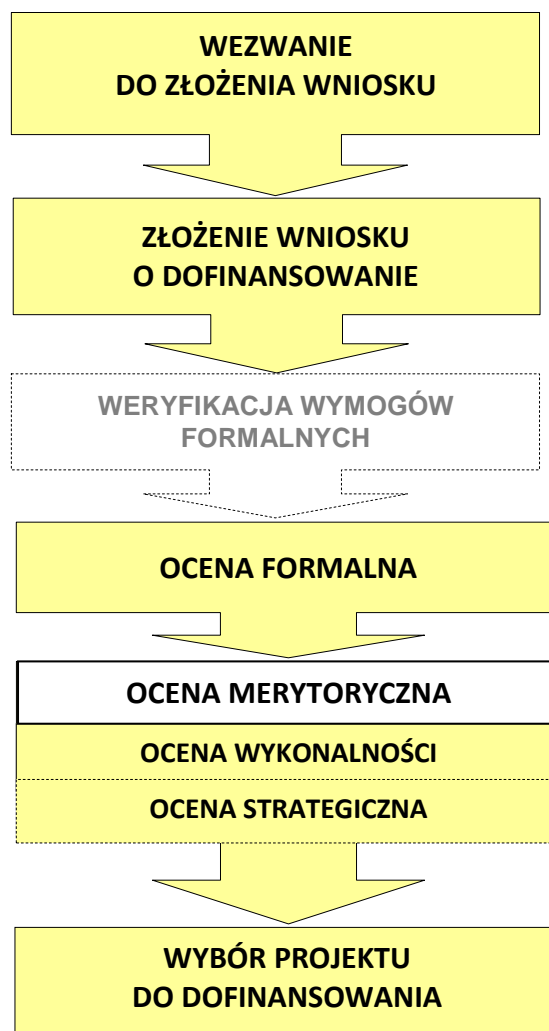 WEZWANIE
DO ZŁOŻENIA WNIOSKU
ZŁOŻENIE WNIOSKU
O DOFINANSOWANIE
WERYFIKACJA WYMOGÓW
FORMALNYCH
OCENA FORMALNA
OCENA MERYTORYCZNA
OCENA WYKONALNOŚCI
OCENA STRATEGICZNA
WYBÓR PROJEKTU
DO DOFINANSOWANIA